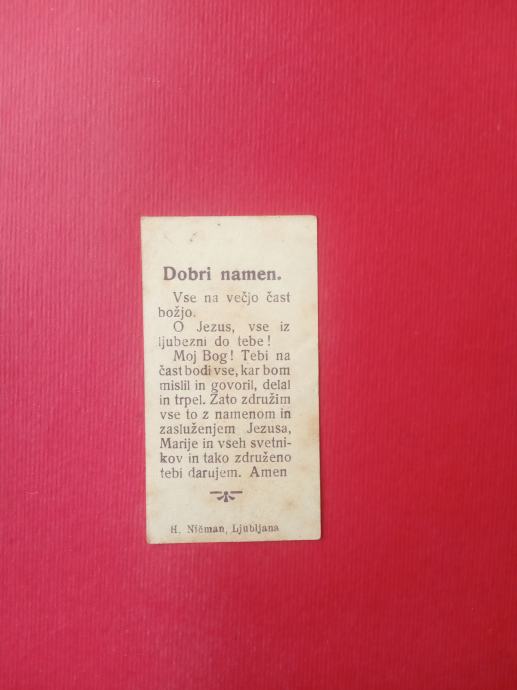 Dobri namen.
Vse na večjo čast
božjo.
O Jezus, vse iz
ljubezni do tebe!
Moj Bog! Tebi na
čast bodi vse, kar bom
mislil in govoril, delal
in trpel. Zato združim
vse to z namenom in
zasluženjem Jezusa,
Marije in vseh svetni-
kov in tako združeno
tebi darujem. Amen
H. Ničman, Ljubljana